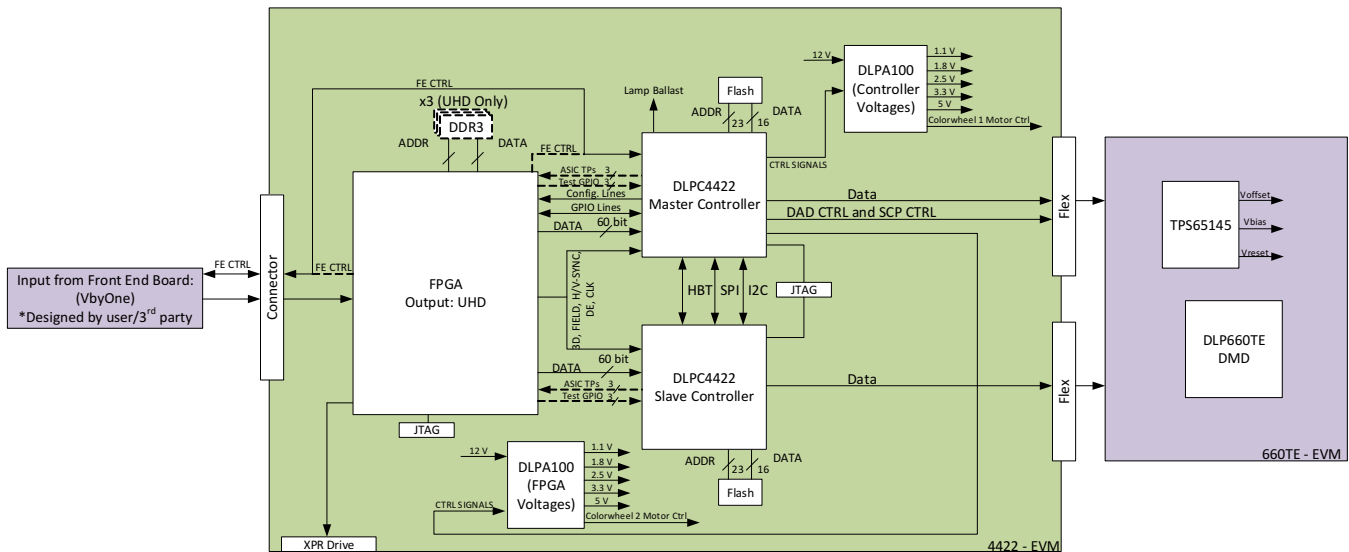 12 V
DLPA100
(Controller
Voltages)
1.1 V
1.8 V
2.5 V
3.3 V
5 V
Colorwheel 1 Motor Ctrl
FE CTRL
x3 (UHD Only)
DDR3
ADDR
DATA
Lamp Ballast
Flash
ADDR
DATA
23
16
CTRL SIGNALS
FE CTRL
ASIC TPs 3
Test GPIO 3
Config. Lines
GPIO Lines
DATA
60 bit
DLPC4422
Master Controller
Data
DAD CTRL and SCP CTRL
Flex
TPS65145
Voffset
Vbias
Vreset
Input from Front End Board:
(VbyOne)
*Designed by user/3rd party
FE CTRL
Connector
FE CTRL
FPGA
Output: UHD
3D, FIELD, H/V-SYNC,
DE, CLK
HBT
SPI
I2C
JTAG
DLP660TE
DMD
60 bit
DATA
ASIC TPs 3
Test GPIO 3
DLPC4422
Slave Controller
Data
Flex
JTAG
12 V
DLPA100
(FPGA
Voltages)
1.1 V
1.8 V
2.5 V
3.3 V
5 V
Colorwheel 2 Motor Ctrl
CTRL SIGNALS
ADDR
DATA
23
16
Flash
660TE - EVM
XPR Drive
4422 - EVM